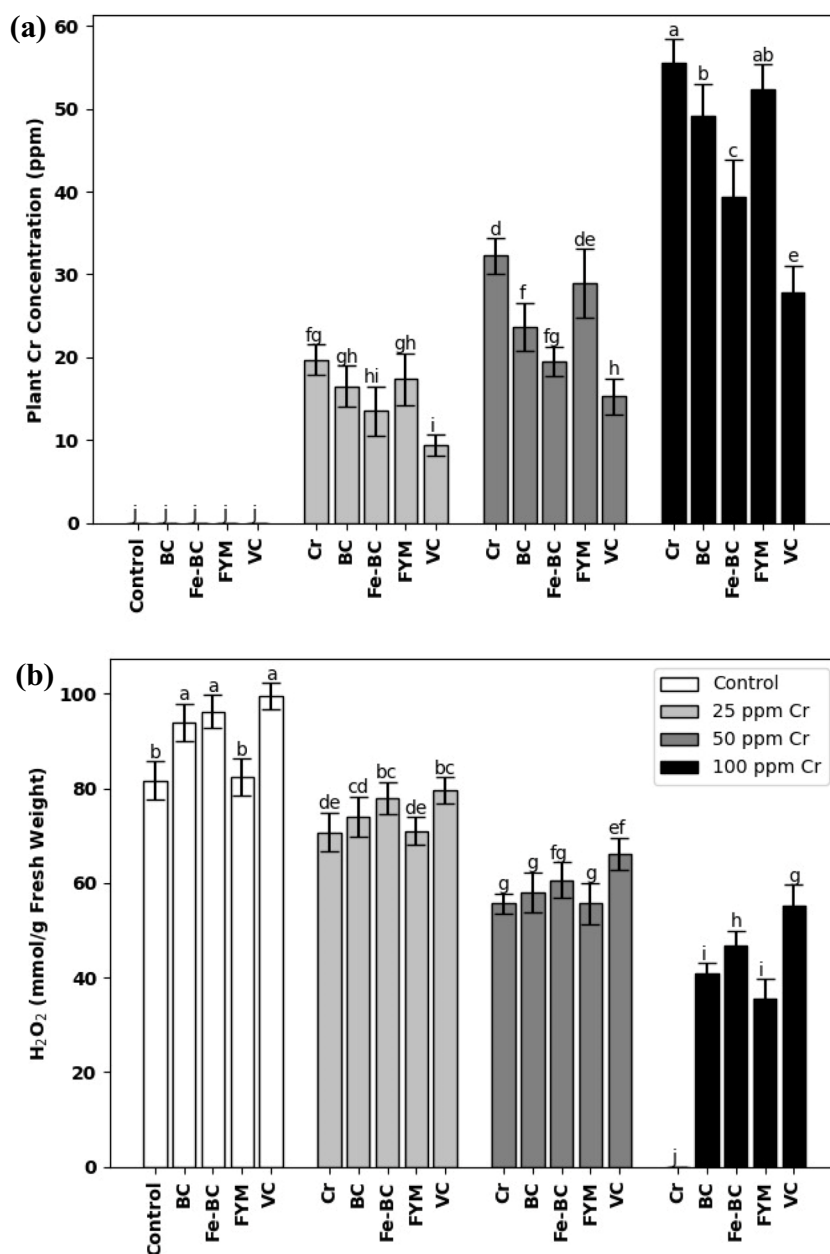 (a)
60
50
40
30
20
10
0
Plant Cr Concentration (ppm)
j j j j j
fg gh hi gh i
d f fg de h
a b c ab e
Control BC Fe-BC FYM VC
Cr BC Fe-BC FYM VC
Cr BC Fe-BC FYM VC
Cr BC Fe-BC FYM VC
(b)
100
80
60
40
20
0
H₂O₂ (mmol/g Fresh Weight)
Control
25 ppm Cr
50 ppm Cr
100 ppm Cr
b a a b a
de cd bc de bc
g g fg g ef
j i h i g
Control BC Fe-BC FYM VC
Cr BC Fe-BC FYM VC
Cr BC Fe-BC FYM VC
Cr BC Fe-BC FYM VC